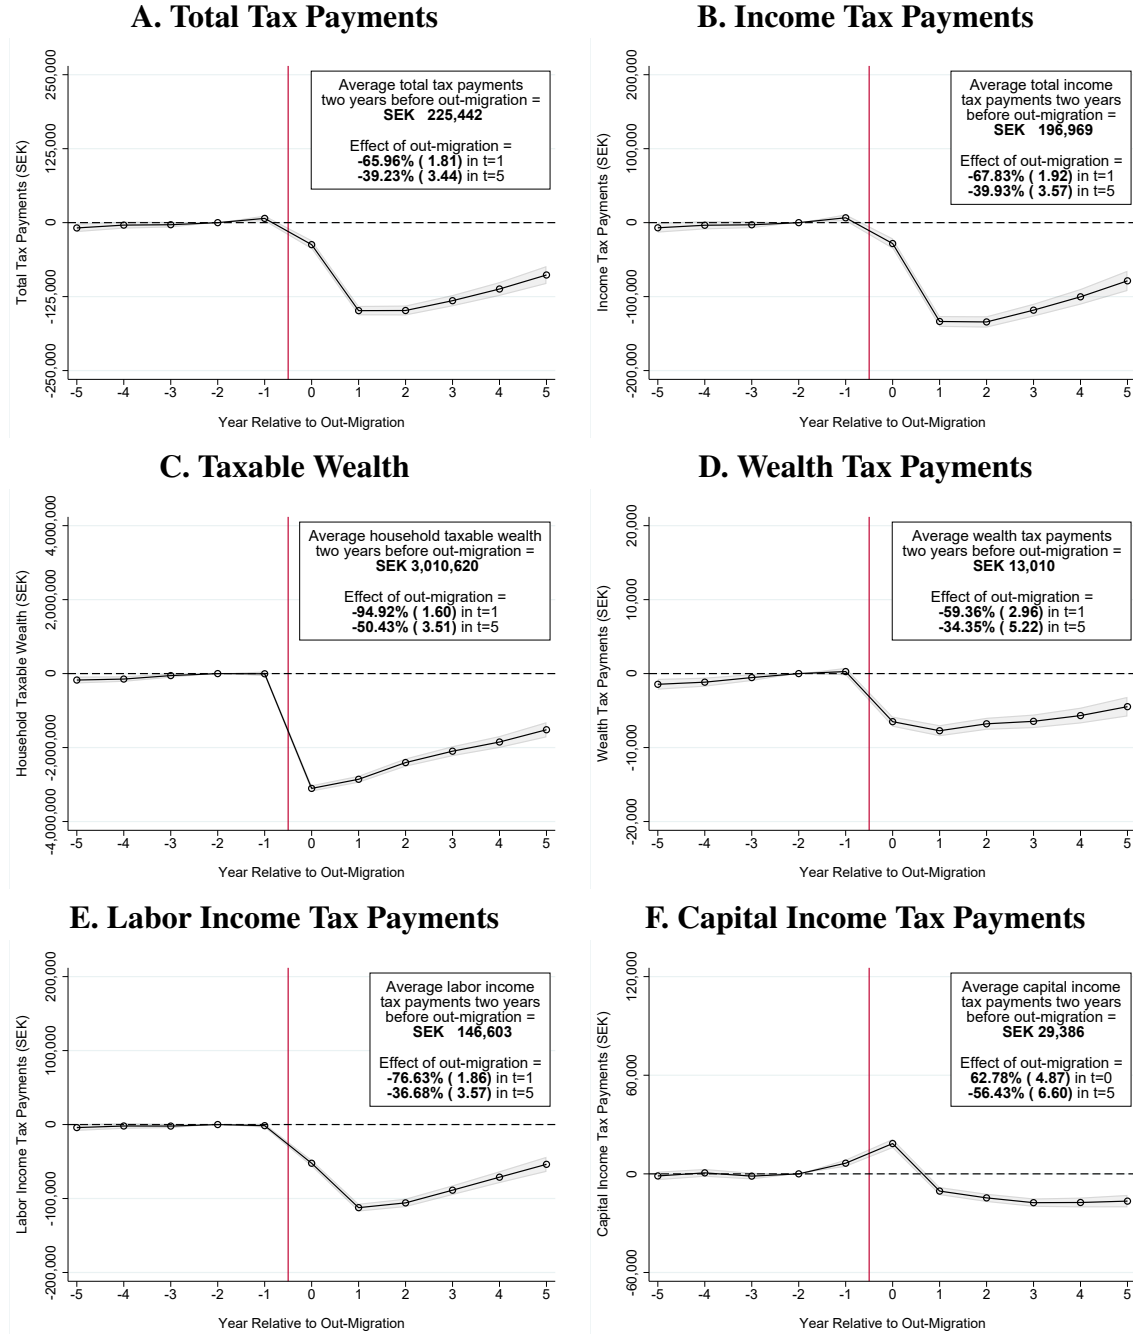 A. Total Tax Payments
Total Tax Payments (SEK)
250,000
125,000
0
-125,000
-250,000
Average total tax payments
two years before out-migration =
SEK 225,442
Effect of out-migration =
-65.96% ( 1.81) in t=1
-39.23% ( 3.44) in t=5
-5 -4 -3 -2 -1 0 1 2 3 4 5
Year Relative to Out-Migration
B. Income Tax Payments
Income Tax Payments (SEK)
200,000
100,000
0
-100,000
-200,000
Average total income
tax payments two years
before out-migration =
SEK 196,969
Effect of out-migration =
-67.83% ( 1.92) in t=1
-39.93% ( 3.57) in t=5
-5 -4 -3 -2 -1 0 1 2 3 4 5
Year Relative to Out-Migration
C. Taxable Wealth
Household Taxable Wealth (SEK)
4,000,000
2,000,000
0
-2,000,000
-4,000,000
Average household taxable wealth
two years before out-migration =
SEK 3,010,620
Effect of out-migration =
-94.92% ( 1.60) in t=1
-50.43% ( 3.51) in t=5
-5 -4 -3 -2 -1 0 1 2 3 4 5
Year Relative to Out-Migration
D. Wealth Tax Payments
Wealth Tax Payments (SEK)
20,000
10,000
0
-10,000
-20,000
Average wealth tax payments
two years before out-migration =
SEK 13,010
Effect of out-migration =
-59.36% ( 2.96) in t=1
-34.35% ( 5.22) in t=5
-5 -4 -3 -2 -1 0 1 2 3 4 5
Year Relative to Out-Migration
E. Labor Income Tax Payments
Labor Income Tax Payments (SEK)
200,000
100,000
0
-100,000
-200,000
Average labor income
tax payments two years
before out-migration =
SEK 146,603
Effect of out-migration =
-76.63% ( 1.86) in t=1
-36.68% ( 3.57) in t=5
-5 -4 -3 -2 -1 0 1 2 3 4 5
Year Relative to Out-Migration
F. Capital Income Tax Payments
Capital Income Tax Payments (SEK)
120,000
60,000
0
-60,000
Average capital income
tax payments two years
before out-migration =
SEK 29,386
Effect of out-migration =
62.78% ( 4.87) in t=0
-56.43% ( 6.60) in t=5
-5 -4 -3 -2 -1 0 1 2 3 4 5
Year Relative to Out-Migration